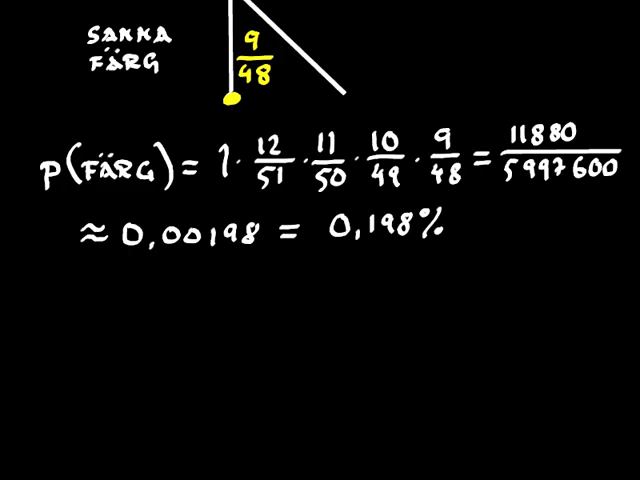 SAMMA
FÄRG
9/48
P(FÄRG) = 1 · 12/51 · 11/50 · 10/49 · 9/48 = 11880/5997600
≈ 0,00198 = 0,198%